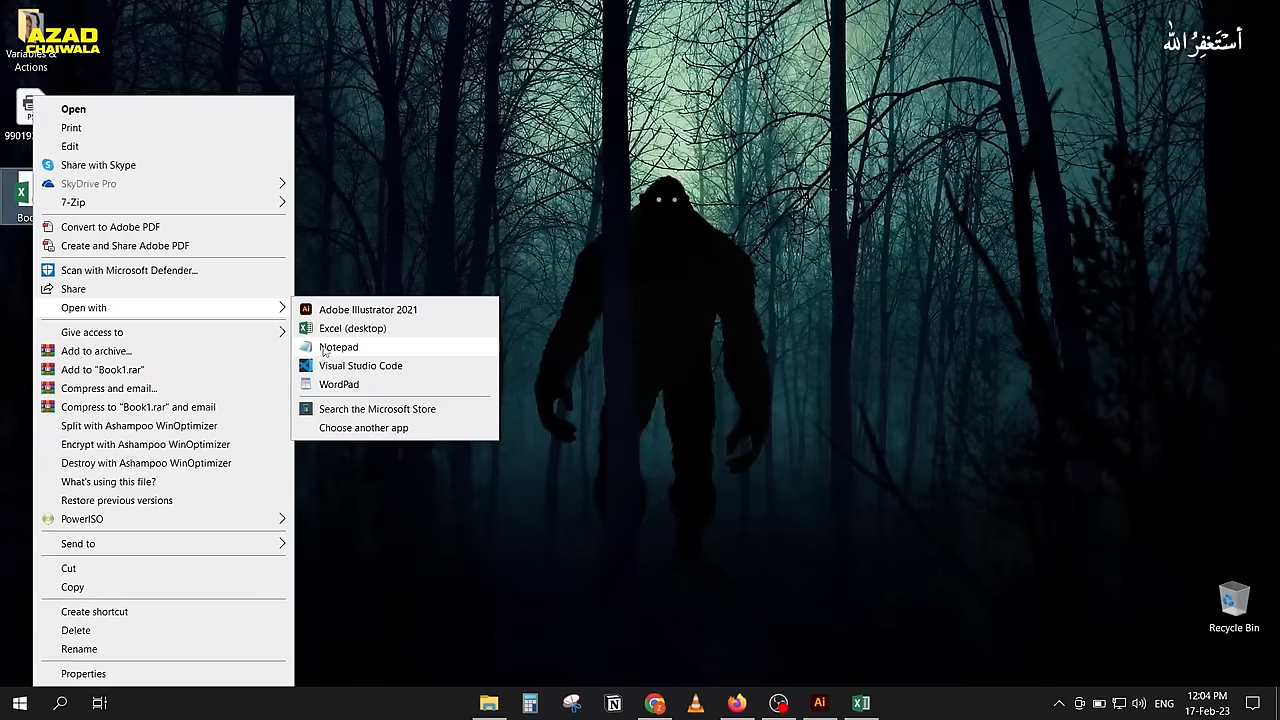 AZAD
CHAIWALA
Variables &
Actions
أستغفر الله
9901
Boo
Open
Print
Edit
Share with Skype
SkyDrive Pro
7-Zip
Convert to Adobe PDF
Create and Share Adobe PDF
Scan with Microsoft Defender...
Share
Open with
Give access to
Add to archive...
Add to "Book1.rar"
Compress and email...
Compress to "Book1.rar" and email
Split with Ashampoo WinOptimizer
Encrypt with Ashampoo WinOptimizer
Destroy with Ashampoo WinOptimizer
What's using this file?
Restore previous versions
PowerISO
Send to
Cut
Copy
Create shortcut
Delete
Rename
Properties
Adobe Illustrator 2021
Excel (desktop)
Notepad
Visual Studio Code
WordPad
Search the Microsoft Store
Choose another app
Recycle Bin
ENG
12:04 PM
17-Feb-23